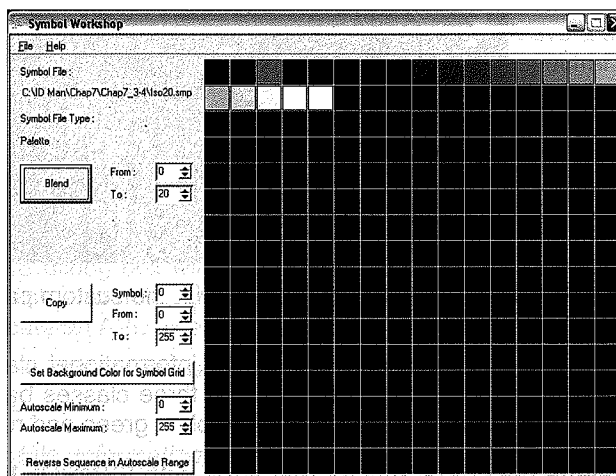 Symbol Workshop
File Help
Symbol File :
C:\ID Man\Chap7\Chap7_3-4\Iso20.smp
Symbol File Type :
Palette
Blend
From : 0
To : 20
Copy
Symbol : 0
From : 0
To : 255
Set Background Color for Symbol Grid
Autoscale Minimum : 0
Autoscale Maximum : 255
Reverse Sequence in Autoscale Range